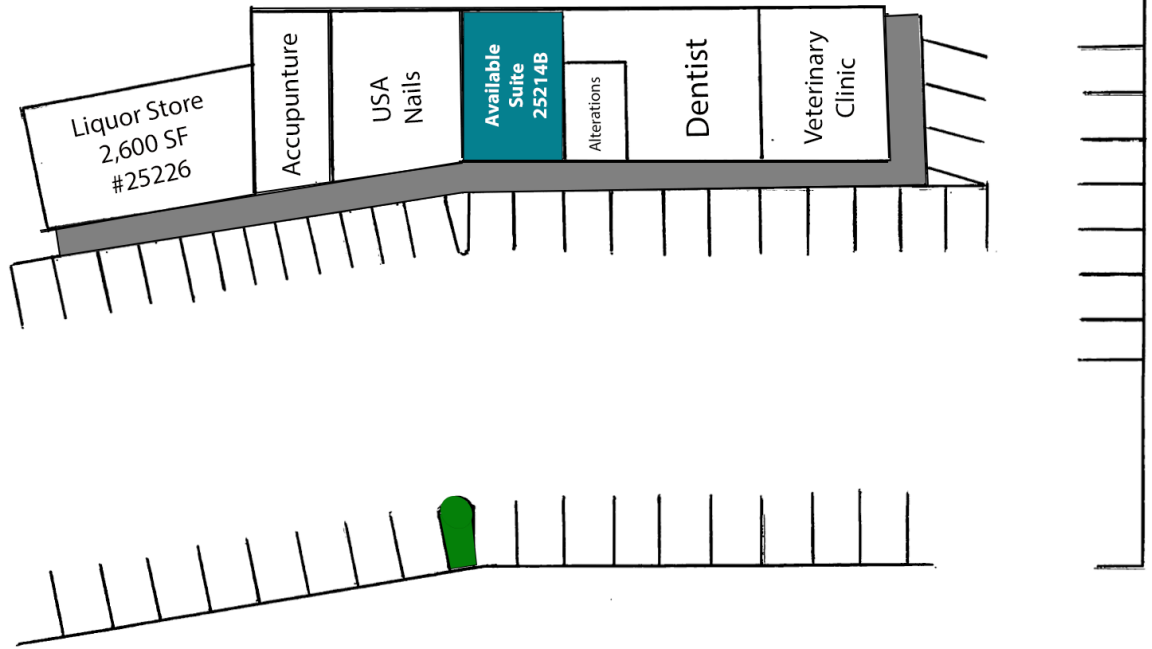 Liquor Store
2,600 SF
#25226
Accupunture
USA
Nails
Available
Suite
25214B
Alterations
Dentist
Veterinary
Clinic